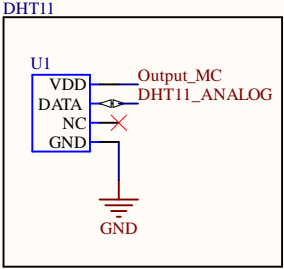 DHT11
U1
VDD
Output_MC
DATA
DHT11_ANALOG
NC
GND
GND